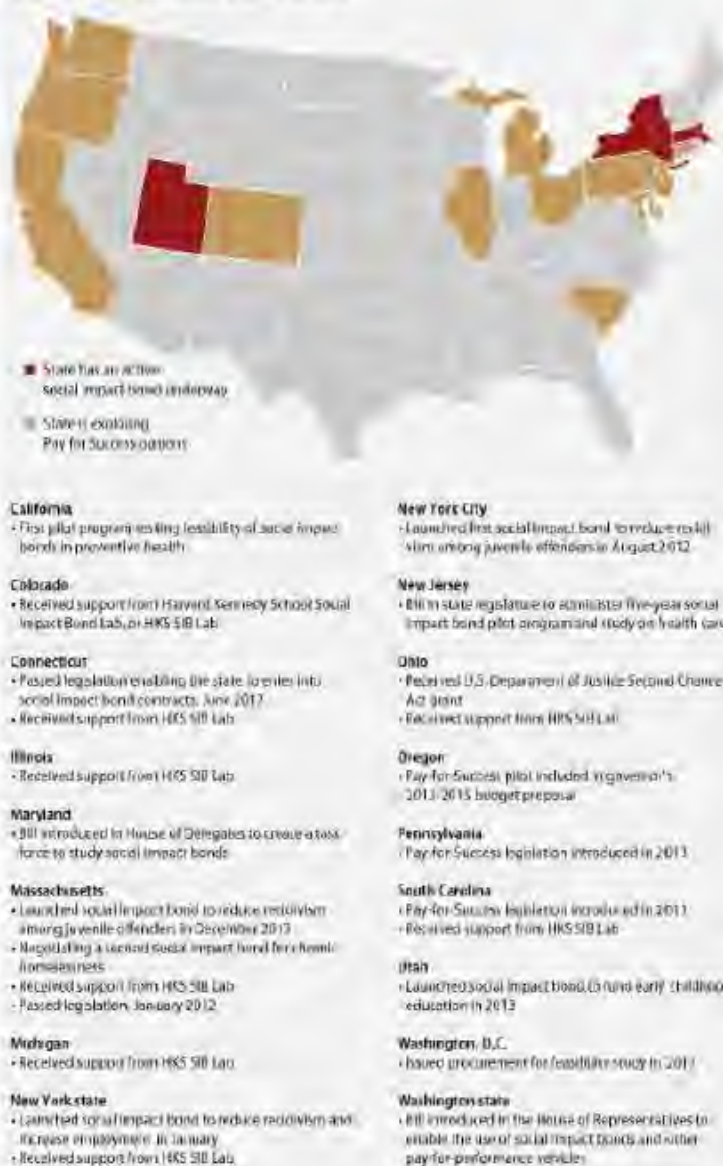 State has an active
social impact bond underway
State is exploring
Pay for Success options
California
• First pilot program testing feasibility of social impact
bonds in preventive health
Colorado
• Received support from Harvard Kennedy School Social
Impact Bond Lab, or HKS SIB Lab
Connecticut
• Passed legislation enabling the state to enter into
social impact bond contracts, June
• Received support from HKS SIB Lab
Illinois
• Received support from HKS SIB Lab
Maryland
• Bill introduced in House of Delegates to create a task
force to study social impact bonds
Massachusetts
• Launched social impact bond to reduce recidivism
among juvenile offenders in December
• Negotiating a second social impact bond for chronic
homelessness
• Received support from HKS SIB Lab
• Passed legislation, January 2012
Michigan
• Received support from HKS SIB Lab
New York state
• Launched social impact bond to reduce recidivism and
increase employment in January
• Received support from HKS SIB Lab
New York City
• Launched first social impact bond to reduce recidi-
vism among juvenile offenders in August 2012
New Jersey
• Bill in state legislature to administer five-year social
impact bond pilot program and study on health car
Ohio
• Received U.S. Department of Justice Second Chance
Act grant
• Received support from HKS SIB Lab
Oregon
• Pay-for-Success pilot included in governor's
2013-2015 budget proposal
Pennsylvania
• Pay-for-Success legislation introduced in 2013
South Carolina
• Pay-for-Success legislation introduced in
• Received support from HKS SIB Lab
Utah
• Launched social impact bond to fund early childhoo
education in 2013
Washington, D.C.
• Issued procurement for feasibility study in
Washington state
• Bill introduced in the House of Representatives to
enable the use of social impact bonds and other
pay-for-performance vehicles